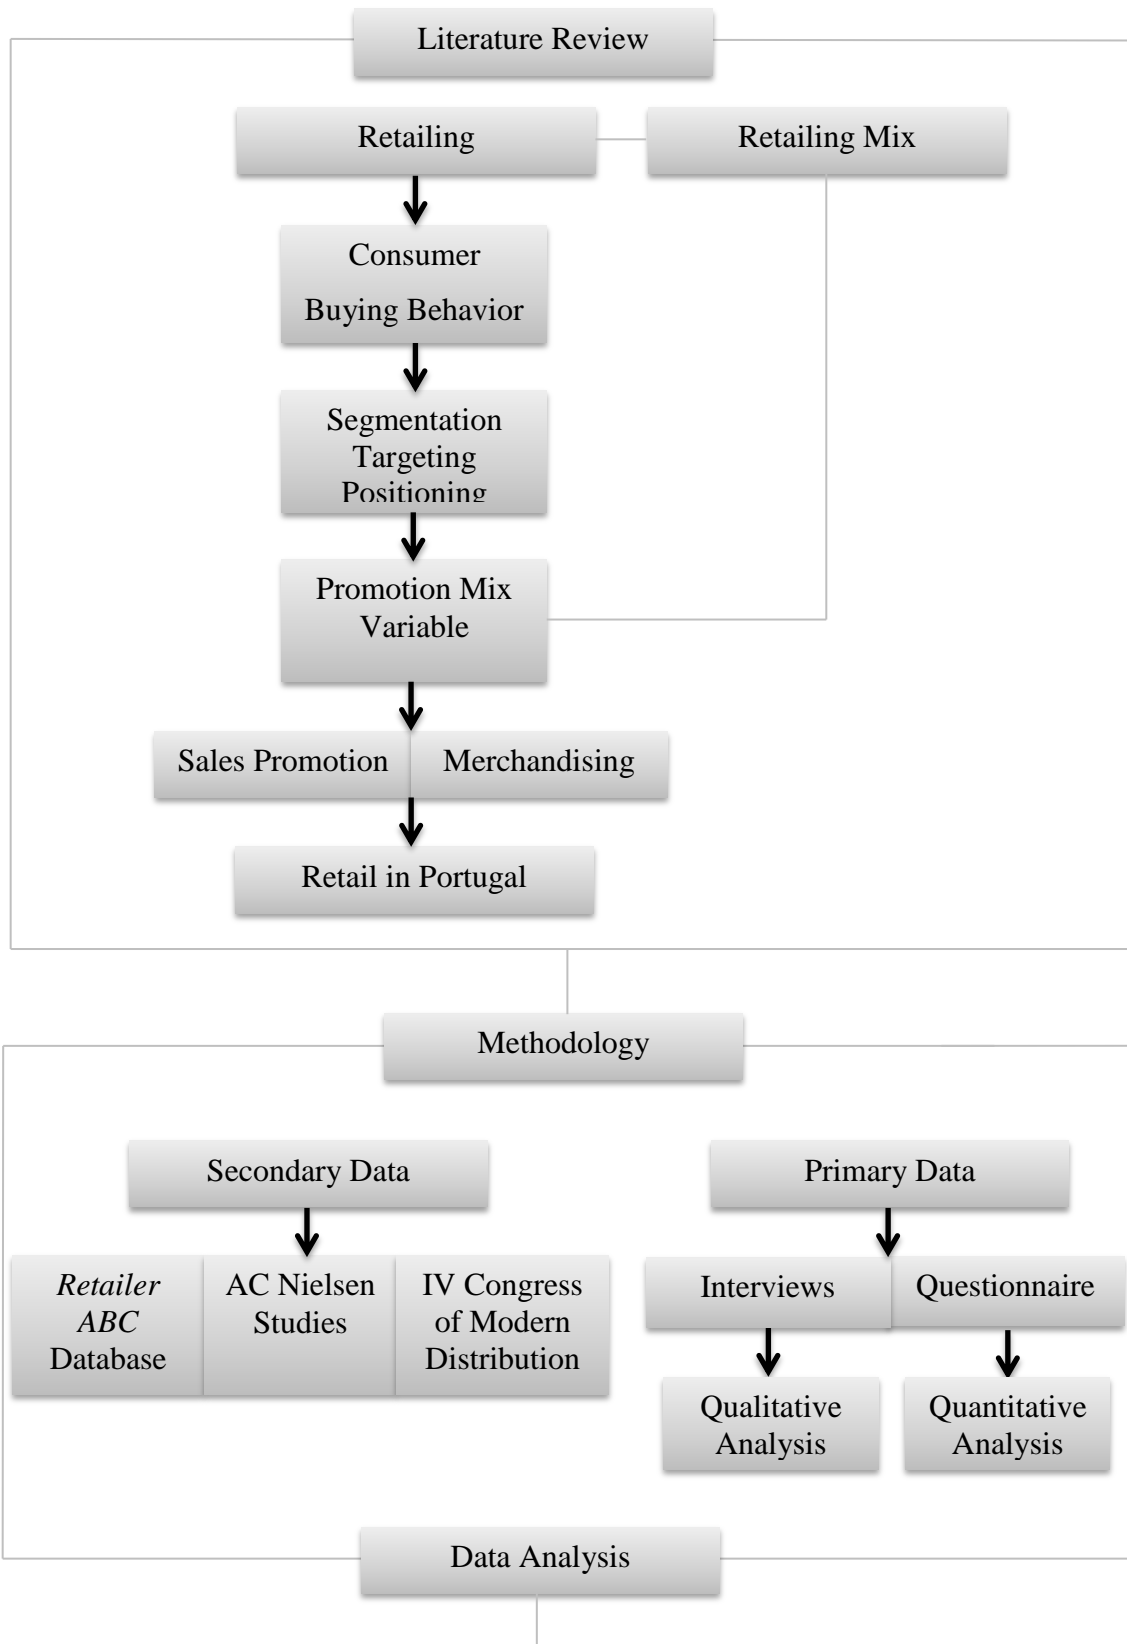 Literature Review
Retailing
Retailing Mix
Consumer
Buying Behavior
Segmentation
Targeting
Positioning
Promotion Mix
Variable
Sales Promotion
Merchandising
Retail in Portugal
Methodology
Secondary Data
Primary Data
Retailer
ABC
Database
AC Nielsen
Studies
IV Congress
of Modern
Distribution
Interviews
Questionnaire
Qualitative
Analysis
Quantitative
Analysis
Data Analysis